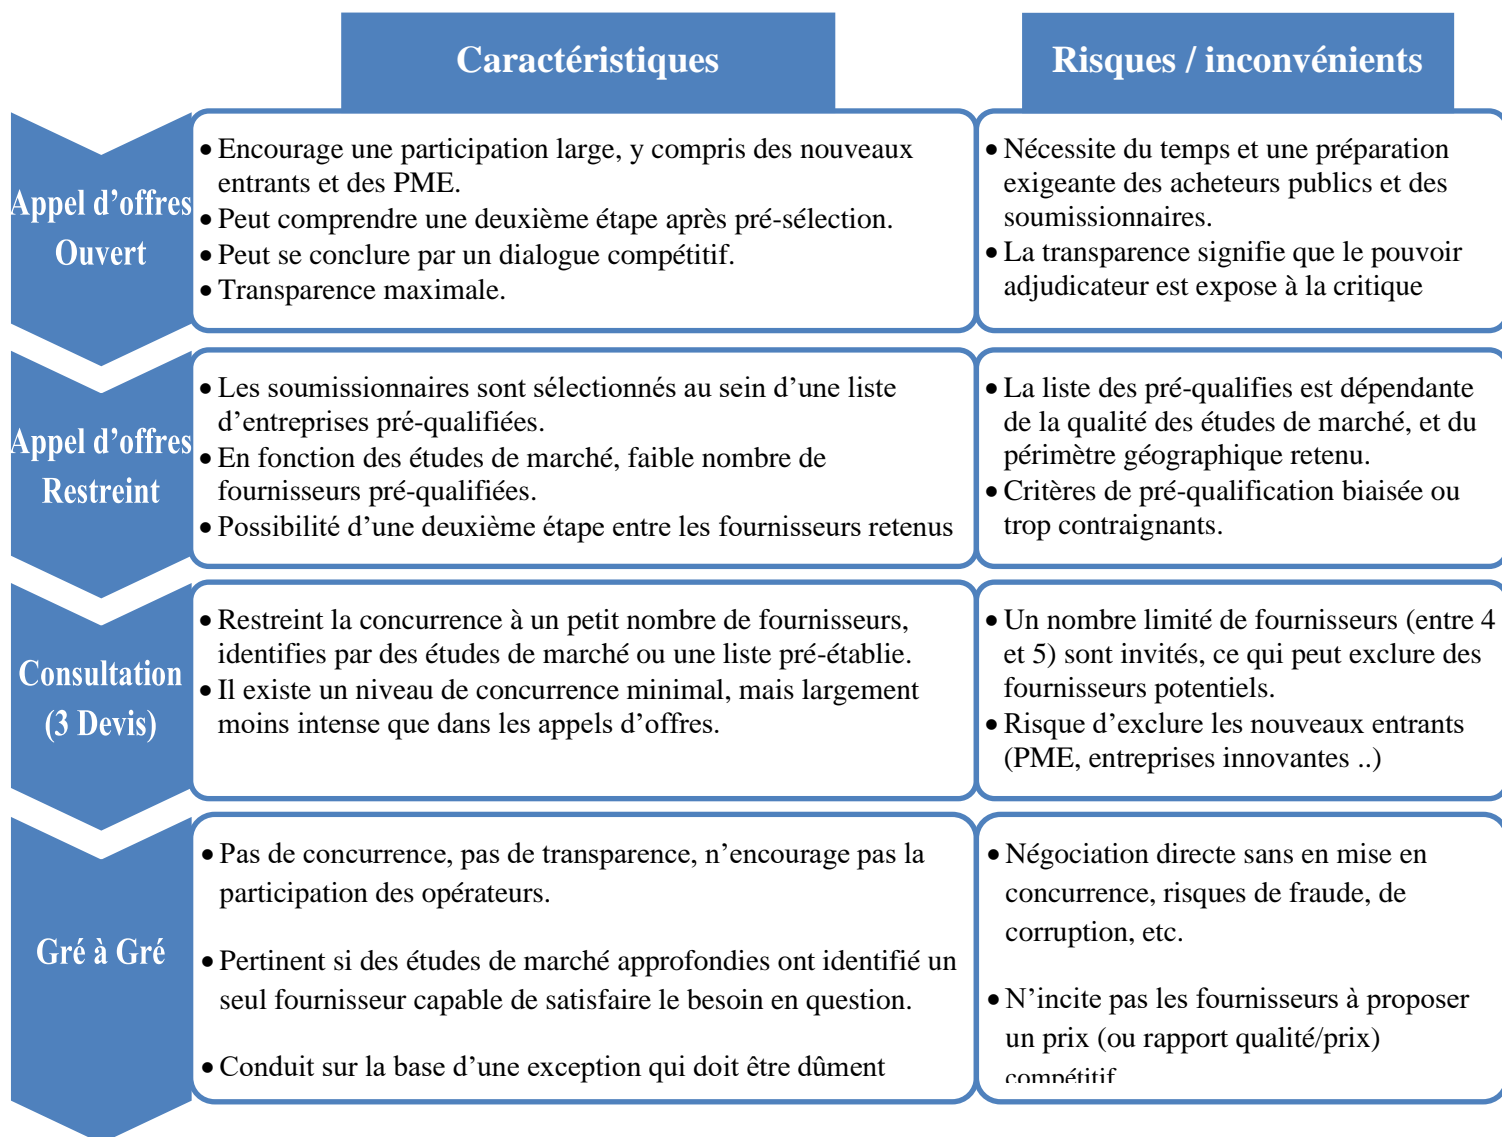 Caractéristiques
Risques / inconvénients
Appel d’offres
Ouvert
• Encourage une participation large, y compris des nouveaux
entrants et des PME.
• Peut comprendre une deuxième étape après pré-sélection.
• Peut se conclure par un dialogue compétitif.
• Transparence maximale.
• Nécessite du temps et une préparation
exigeante des acheteurs publics et des
soumissionnaires.
• La transparence signifie que le pouvoir
adjudicateur est expose à la critique
Appel d’offres
Restreint
• Les soumissionnaires sont sélectionnés au sein d’une liste
d’entreprises pré-qualifiées.
• En fonction des études de marché, faible nombre de
fournisseurs pré-qualifiées.
• Possibilité d’une deuxième étape entre les fournisseurs retenus
• La liste des pré-qualifies est dépendante
de la qualité des études de marché, et du
périmètre géographique retenu.
• Critères de pré-qualification biaisée ou
trop contraignants.
Consultation
(3 Devis)
• Restreint la concurrence à un petit nombre de fournisseurs,
identifies par des études de marché ou une liste pré-établie.
• Il existe un niveau de concurrence minimal, mais largement
moins intense que dans les appels d’offres.
• Un nombre limité de fournisseurs (entre 4
et 5) sont invités, ce qui peut exclure des
fournisseurs potentiels.
• Risque d’exclure les nouveaux entrants
(PME, entreprises innovantes ..)
Gré à Gré
• Pas de concurrence, pas de transparence, n’encourage pas la
participation des opérateurs.
• Pertinent si des études de marché approfondies ont identifié un
seul fournisseur capable de satisfaire le besoin en question.
• Conduit sur la base d’une exception qui doit être dûment
• Négociation directe sans en mise en
concurrence, risques de fraude, de
corruption, etc.
• N’incite pas les fournisseurs à proposer
un prix (ou rapport qualité/prix)
compétitif